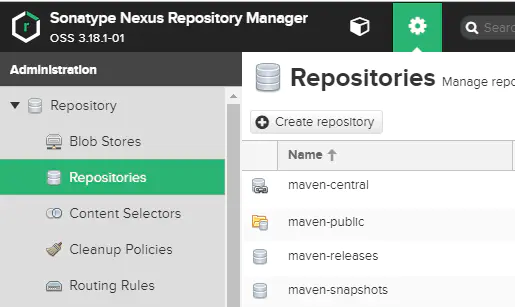 Sonatype Nexus Repository Manager
OSS 3.18.1-01
Searc
Administration
Repository
Blob Stores
Repositories
Content Selectors
Cleanup Policies
Routing Rules
Repositories Manage repo
Create repository
Name
maven-central
maven-public
maven-releases
maven-snapshots